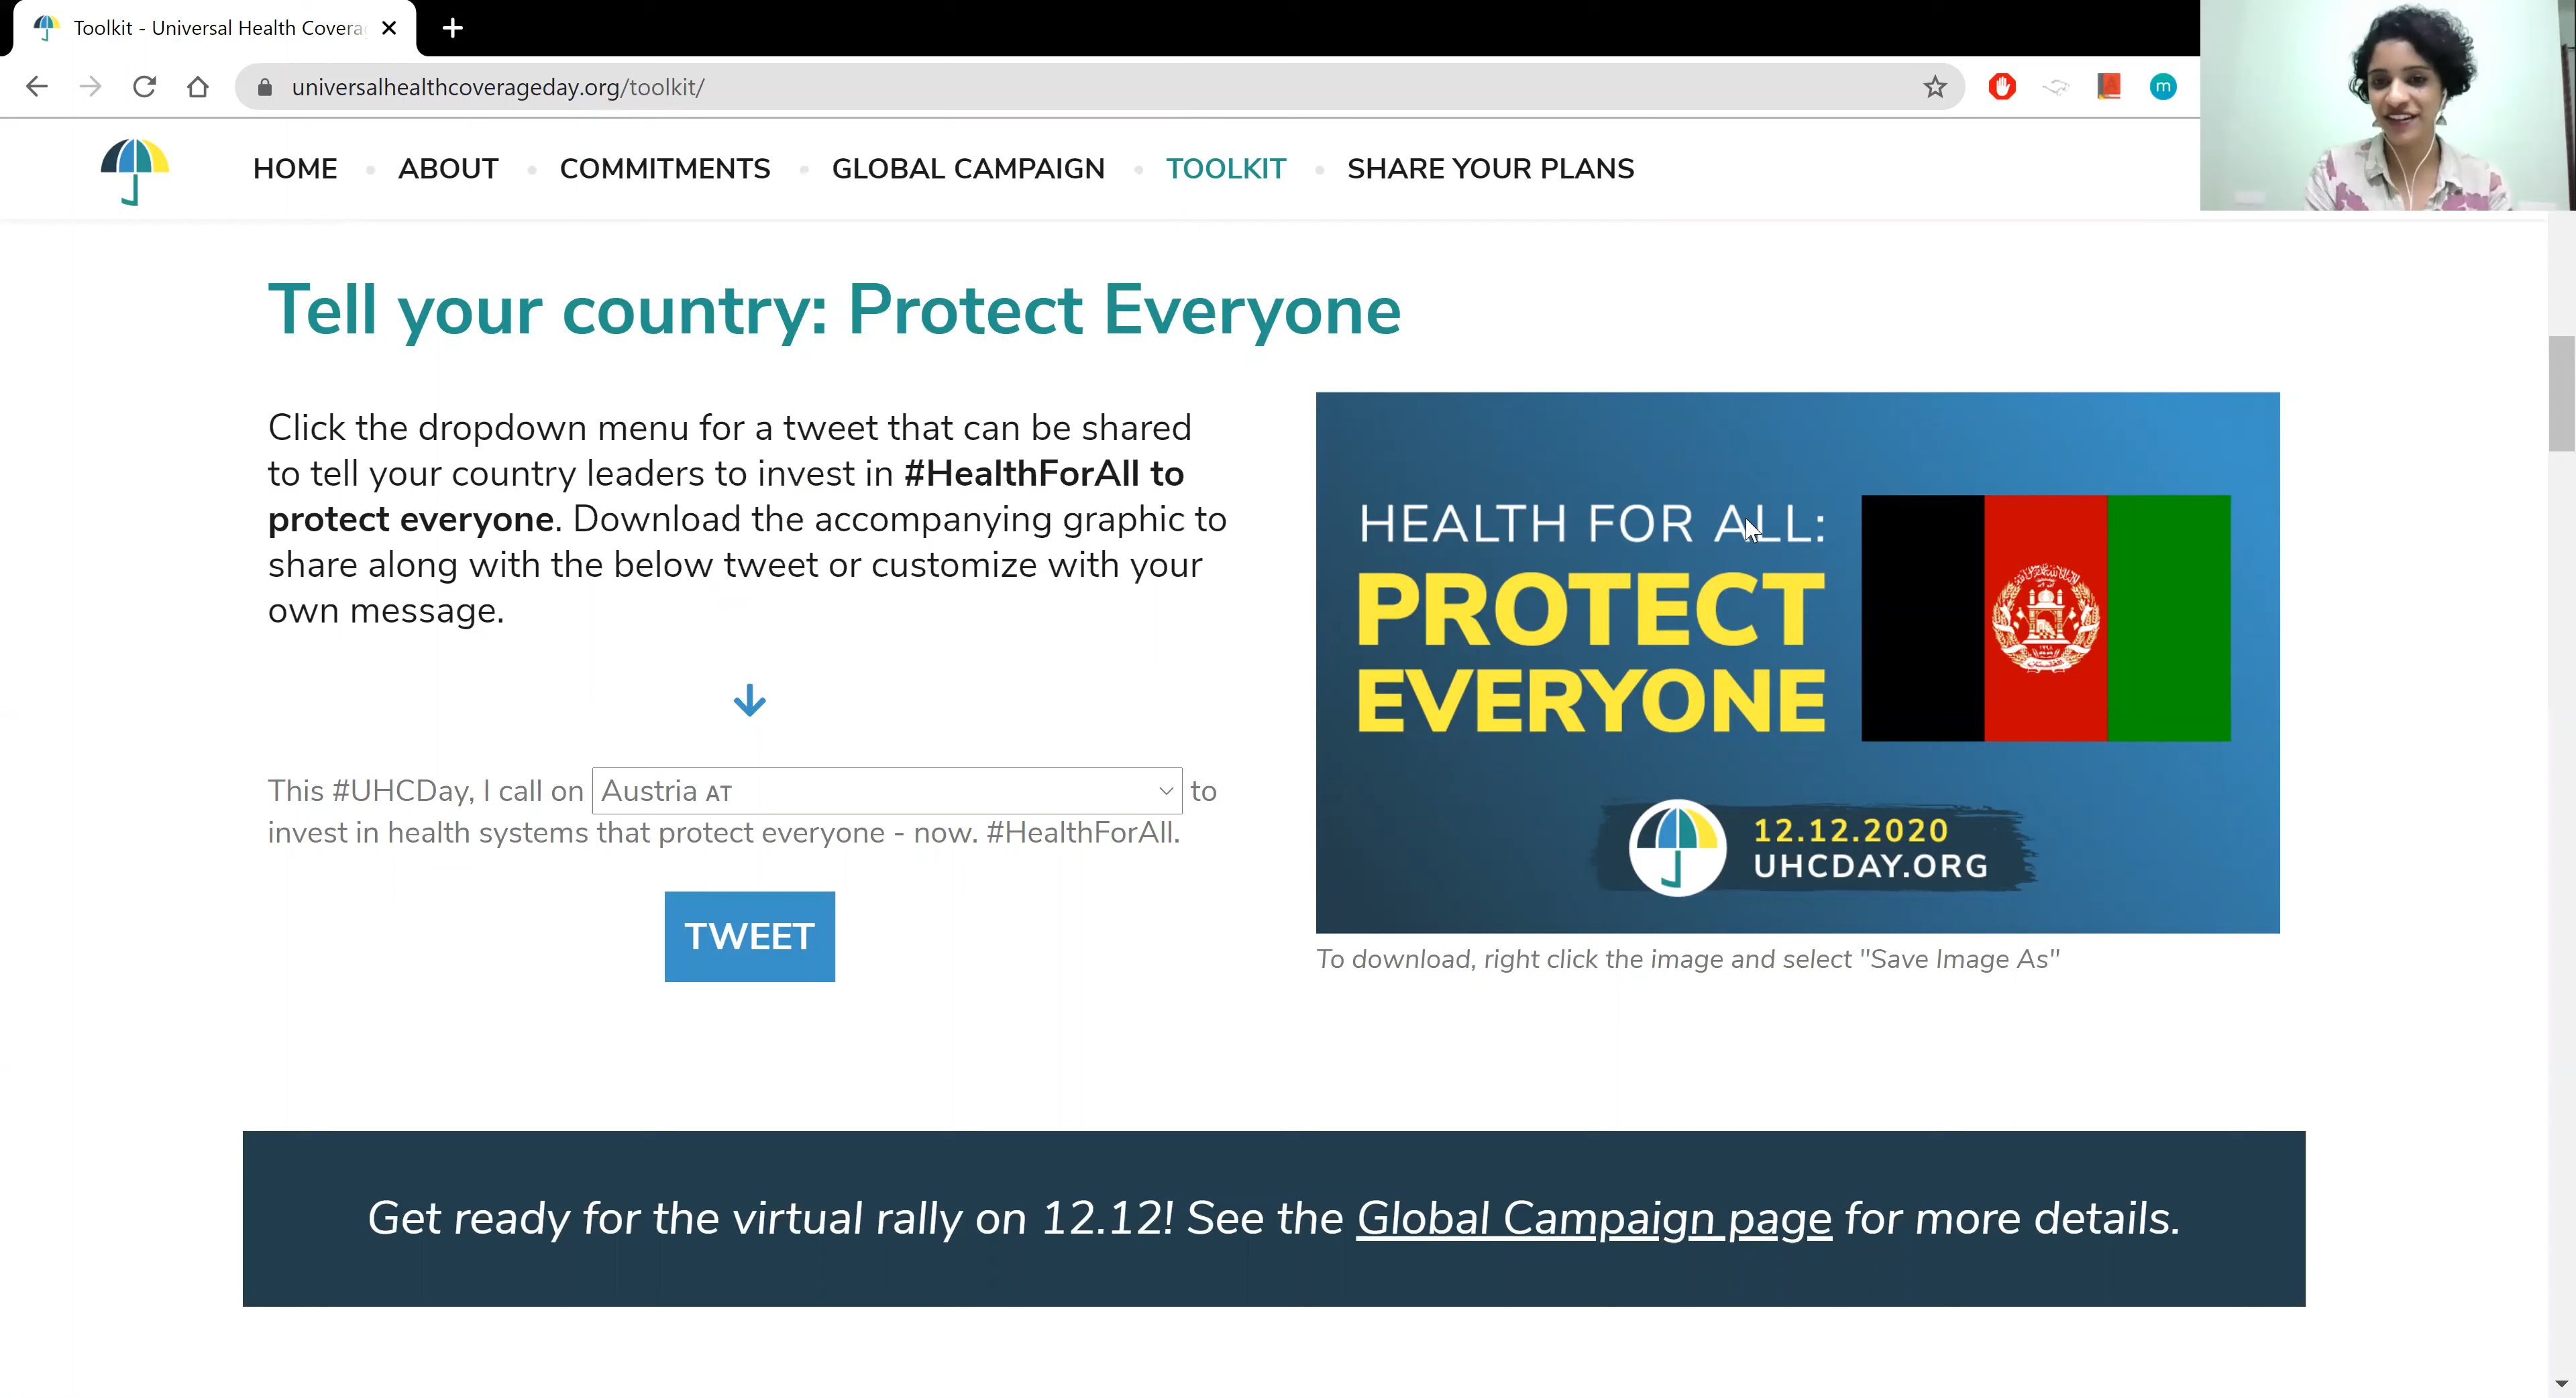 Toolkit - Universal Health Covera
universalhealthcoverageday.org/toolkit/
m
HOME • ABOUT • COMMITMENTS • GLOBAL CAMPAIGN • TOOLKIT • SHARE YOUR PLANS
Tell your country: Protect Everyone
Click the dropdown menu for a tweet that can be shared
to tell your country leaders to invest in #HealthForAll to
protect everyone. Download the accompanying graphic to
share along with the below tweet or customize with your
own message.
This #UHCDay, I call on Austria AT to
invest in health systems that protect everyone - now. #HealthForAll.
TWEET
HEALTH FOR ALL:
PROTECT
EVERYONE
12.12.2020
UHCDAY.ORG
To download, right click the image and select "Save Image As"
Get ready for the virtual rally on 12.12! See the Global Campaign page for more details.